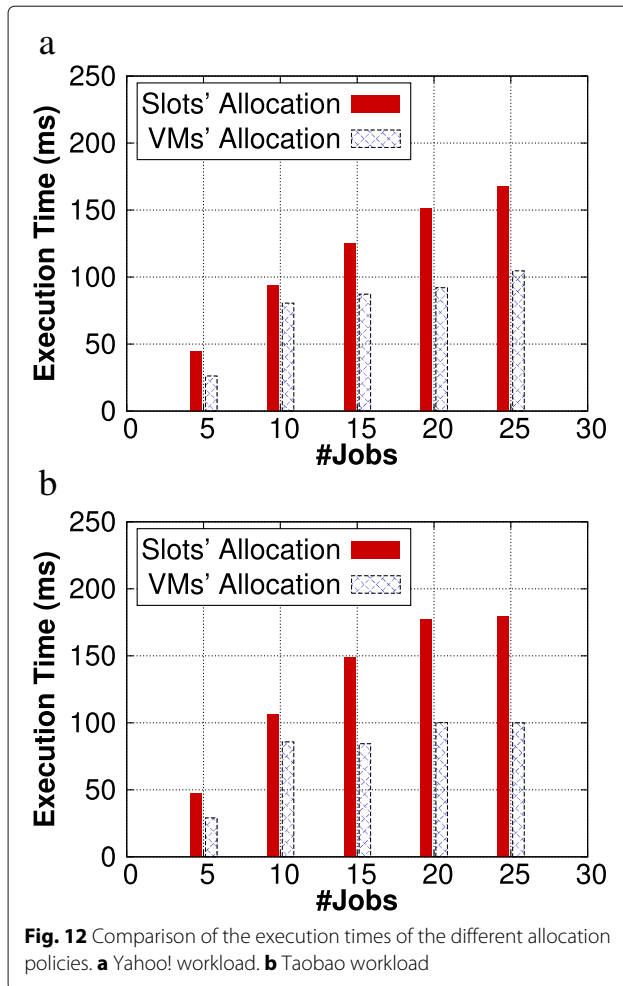 a
250
200
150
100
50
0
Execution Time (ms)
Slots' Allocation
VMs' Allocation
0 5 10 15 20 25 30
#Jobs
b
250
200
150
100
50
0
Execution Time (ms)
Slots' Allocation
VMs' Allocation
0 5 10 15 20 25 30
#Jobs
Fig. 12 Comparison of the execution times of the different allocation
policies. a Yahoo! workload. b Taobao workload